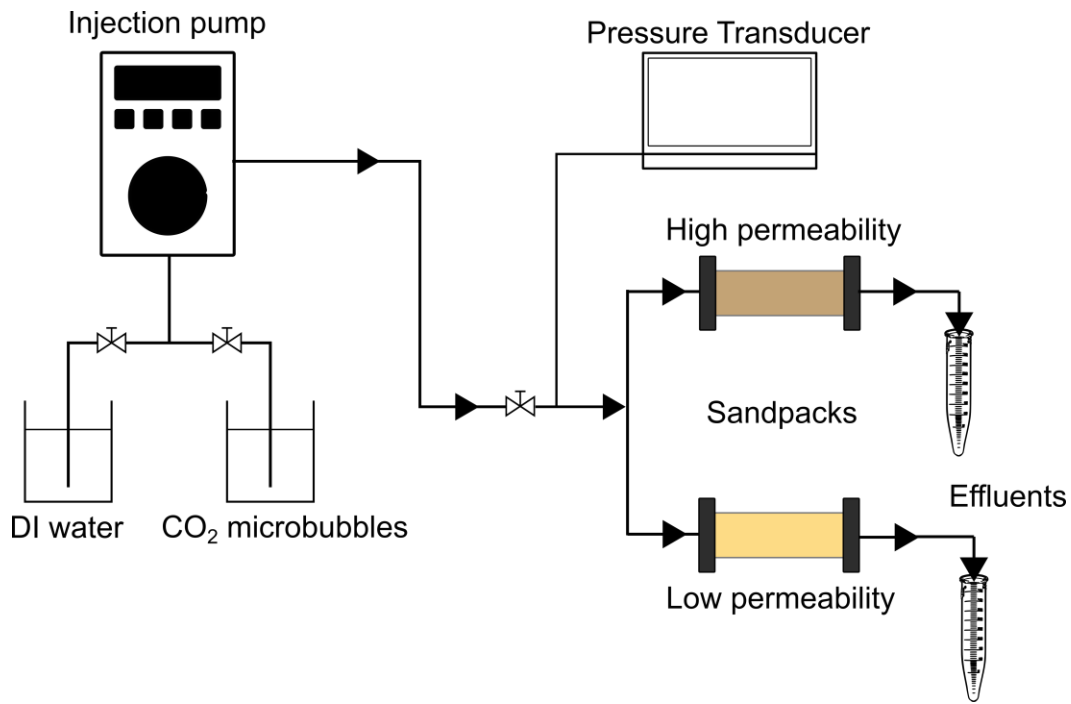 Injection pump
Pressure Transducer
High permeability
Sandpacks
DI water
CO₂ microbubbles
Effluents
Low permeability